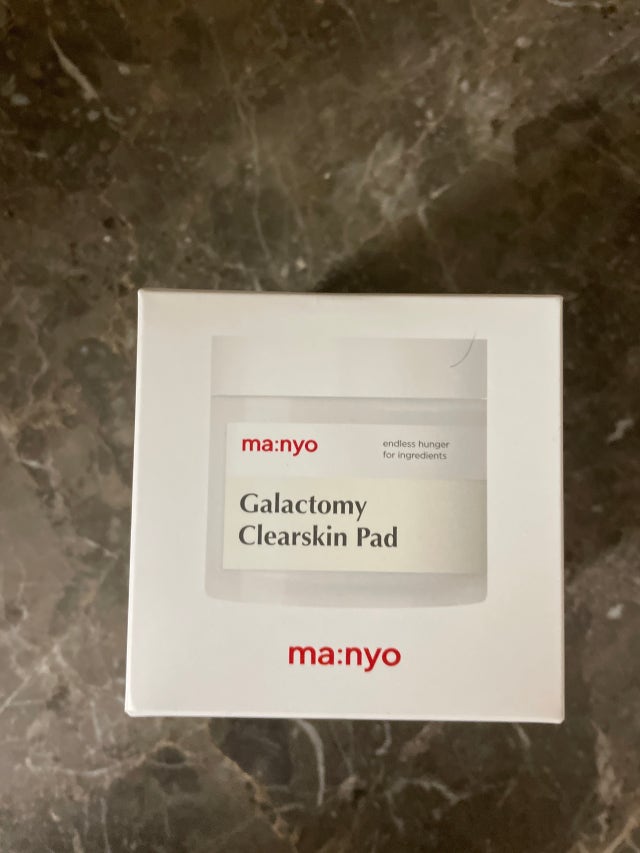 ma:nyo
endless hunger
for ingredients
Galactomy
Clearskin Pad
ma:nyo